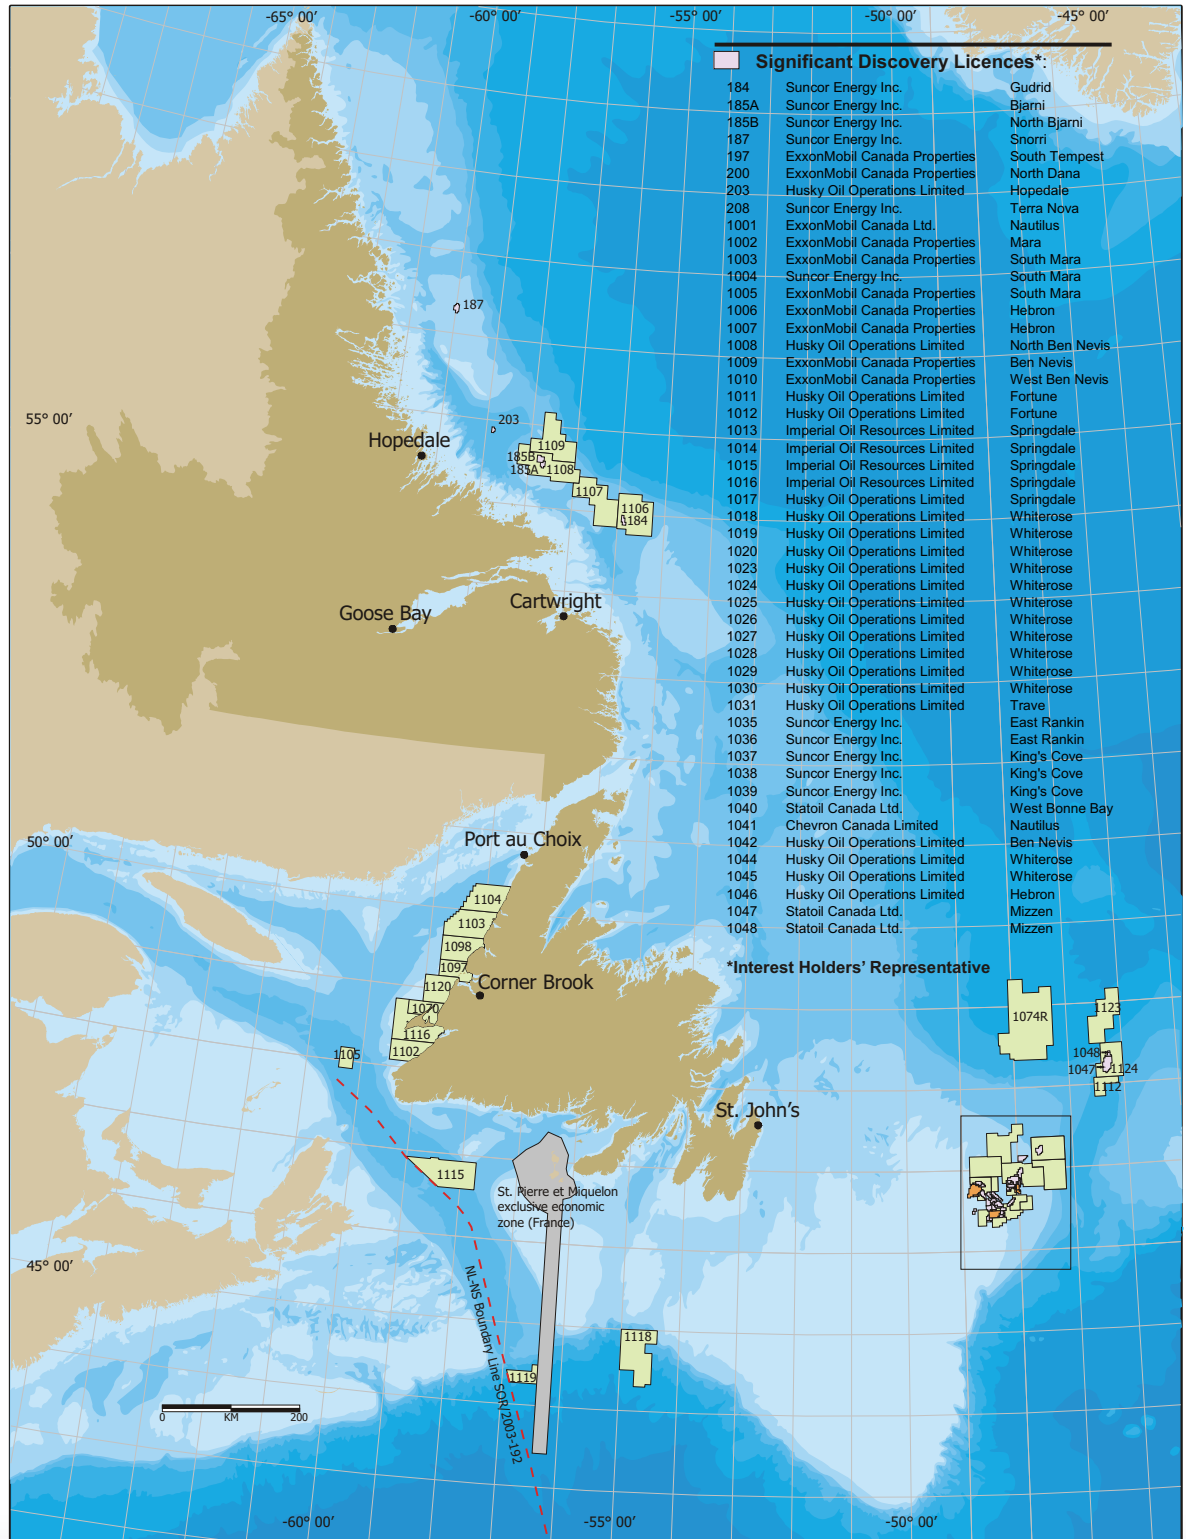 -65° 00′
-60° 00′
-55° 00′
-50° 00′
-45° 00′
Significant Discovery Licences*:
184 Suncor Energy Inc. Gudrid
185A Suncor Energy Inc. Bjarni
185B Suncor Energy Inc. North Bjarni
187 Suncor Energy Inc. Snorri
197 ExxonMobil Canada Properties South Tempest
200 ExxonMobil Canada Properties North Dana
203 Husky Oil Operations Limited Hopedale
208 Suncor Energy Inc. Terra Nova
1001 ExxonMobil Canada Ltd. Nautilus
1002 ExxonMobil Canada Properties Mara
1003 ExxonMobil Canada Properties South Mara
1004 Suncor Energy Inc. South Mara
1005 ExxonMobil Canada Properties South Mara
1006 ExxonMobil Canada Properties Hebron
1007 ExxonMobil Canada Properties Hebron
1008 Husky Oil Operations Limited North Ben Nevis
1009 ExxonMobil Canada Properties Ben Nevis
1010 ExxonMobil Canada Properties West Ben Nevis
1011 Husky Oil Operations Limited Fortune
1012 Husky Oil Operations Limited Fortune
1013 Imperial Oil Resources Limited Springdale
1014 Imperial Oil Resources Limited Springdale
1015 Imperial Oil Resources Limited Springdale
1016 Imperial Oil Resources Limited Springdale
1017 Husky Oil Operations Limited Springdale
1018 Husky Oil Operations Limited Whiterose
1019 Husky Oil Operations Limited Whiterose
1020 Husky Oil Operations Limited Whiterose
1023 Husky Oil Operations Limited Whiterose
1024 Husky Oil Operations Limited Whiterose
1025 Husky Oil Operations Limited Whiterose
1026 Husky Oil Operations Limited Whiterose
1027 Husky Oil Operations Limited Whiterose
1028 Husky Oil Operations Limited Whiterose
1029 Husky Oil Operations Limited Whiterose
1030 Husky Oil Operations Limited Whiterose
1031 Husky Oil Operations Limited Trave
1035 Suncor Energy Inc. East Rankin
1036 Suncor Energy Inc. East Rankin
1037 Suncor Energy Inc. King's Cove
1038 Suncor Energy Inc. King's Cove
1039 Suncor Energy Inc. King's Cove
1040 Statoil Canada Ltd. West Bonne Bay
1041 Chevron Canada Limited Nautilus
1042 Husky Oil Operations Limited Ben Nevis
1044 Husky Oil Operations Limited Whiterose
1045 Husky Oil Operations Limited Whiterose
1046 Husky Oil Operations Limited Hebron
1047 Statoil Canada Ltd. Mizzen
1048 Statoil Canada Ltd. Mizzen
*Interest Holders' Representative
187
55° 00′
203
Hopedale
1109
185B
185A
1108
1107
1106
184
Cartwright
Goose Bay
50° 00′
Port au Choix
1104
1103
1098
1097
1120
Corner Brook
1070
1116
1102
1105
1074R
1123
1048
1047
1124
1112
St. John's
1115
St. Pierre et Miquelon
exclusive economic
zone (France)
45° 00′
NL-NS Boundary Line SOR/2003-192
1118
1119
0 KM 200
-60° 00′
-55° 00′
-50° 00′